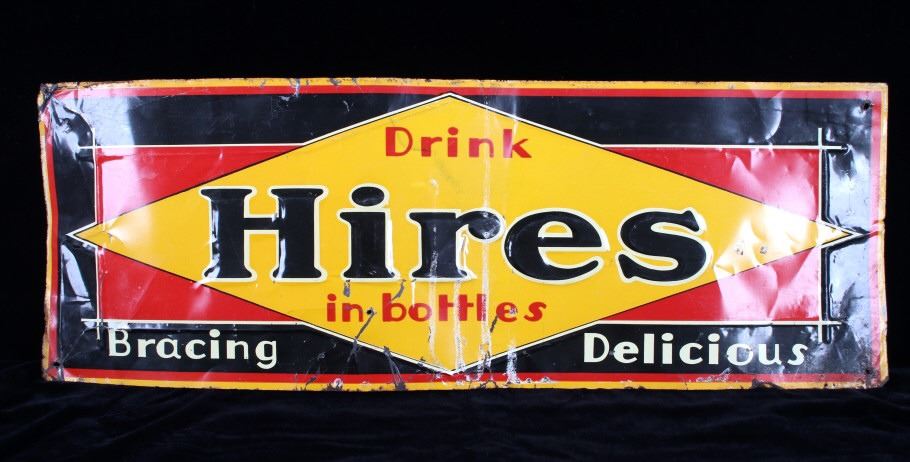 Drink
Hires
in bottles
Bracing Delicious